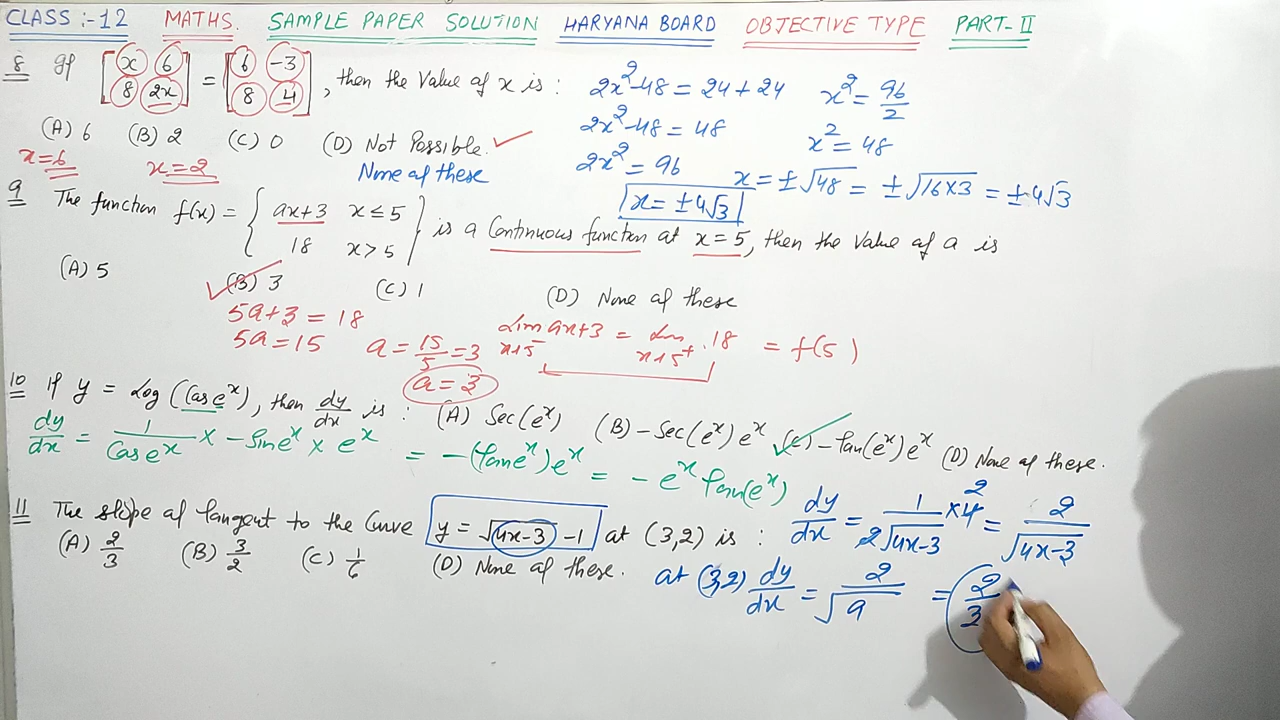 CLASS :- 12 MATHS. SAMPLE PAPER SOLUTION HARYANA BOARD OBJECTIVE TYPE PART-II
8 If [x 6 8 2x] = [6 -3 8 4], then the Value of x is :
(A) 6 (B) 2 (C) 0 (D) Not Possible. ✓
x=6 x=2 None of these
2x²-48 = 24+24
2x²-48 = 48
2x² = 96
x² = 96/2
x² = 48
x = ±√48 = ±√16×3 = ±4√3
x = ±4√3
9 The function f(x) = { ax+3 x ≤ 5
18 x > 5 } is a Continuous function at x = 5, then the Value of a is
(A) 5 (B) 3 (C) 1 (D) None of these
5a+3 = 18
5a = 15 a = 15/5 = 3
a = 3
Lim x→5⁻ ax+3 = Lim x→5⁺ .18 = f(5)
10 If y = Log (Cos eˣ), then dy/dx is : (A) Sec(eˣ) (B) -Sec(eˣ) eˣ (C) -tan(eˣ) eˣ (D) None of these.
dy/dx = 1/Cos eˣ × -Sin eˣ × eˣ = -(tan eˣ) eˣ = - eˣ tan(eˣ)
11 The slope of tangent to the Curve y = √4x-3 -1 at (3,2) is :
(A) 2/3 (B) 3/2 (C) 1/6 (D) None of these.
dy/dx = 1/2√4x-3 × 4 2 = 2/√4x-3
at (3,2) dy/dx = 2/√9 = 2/3